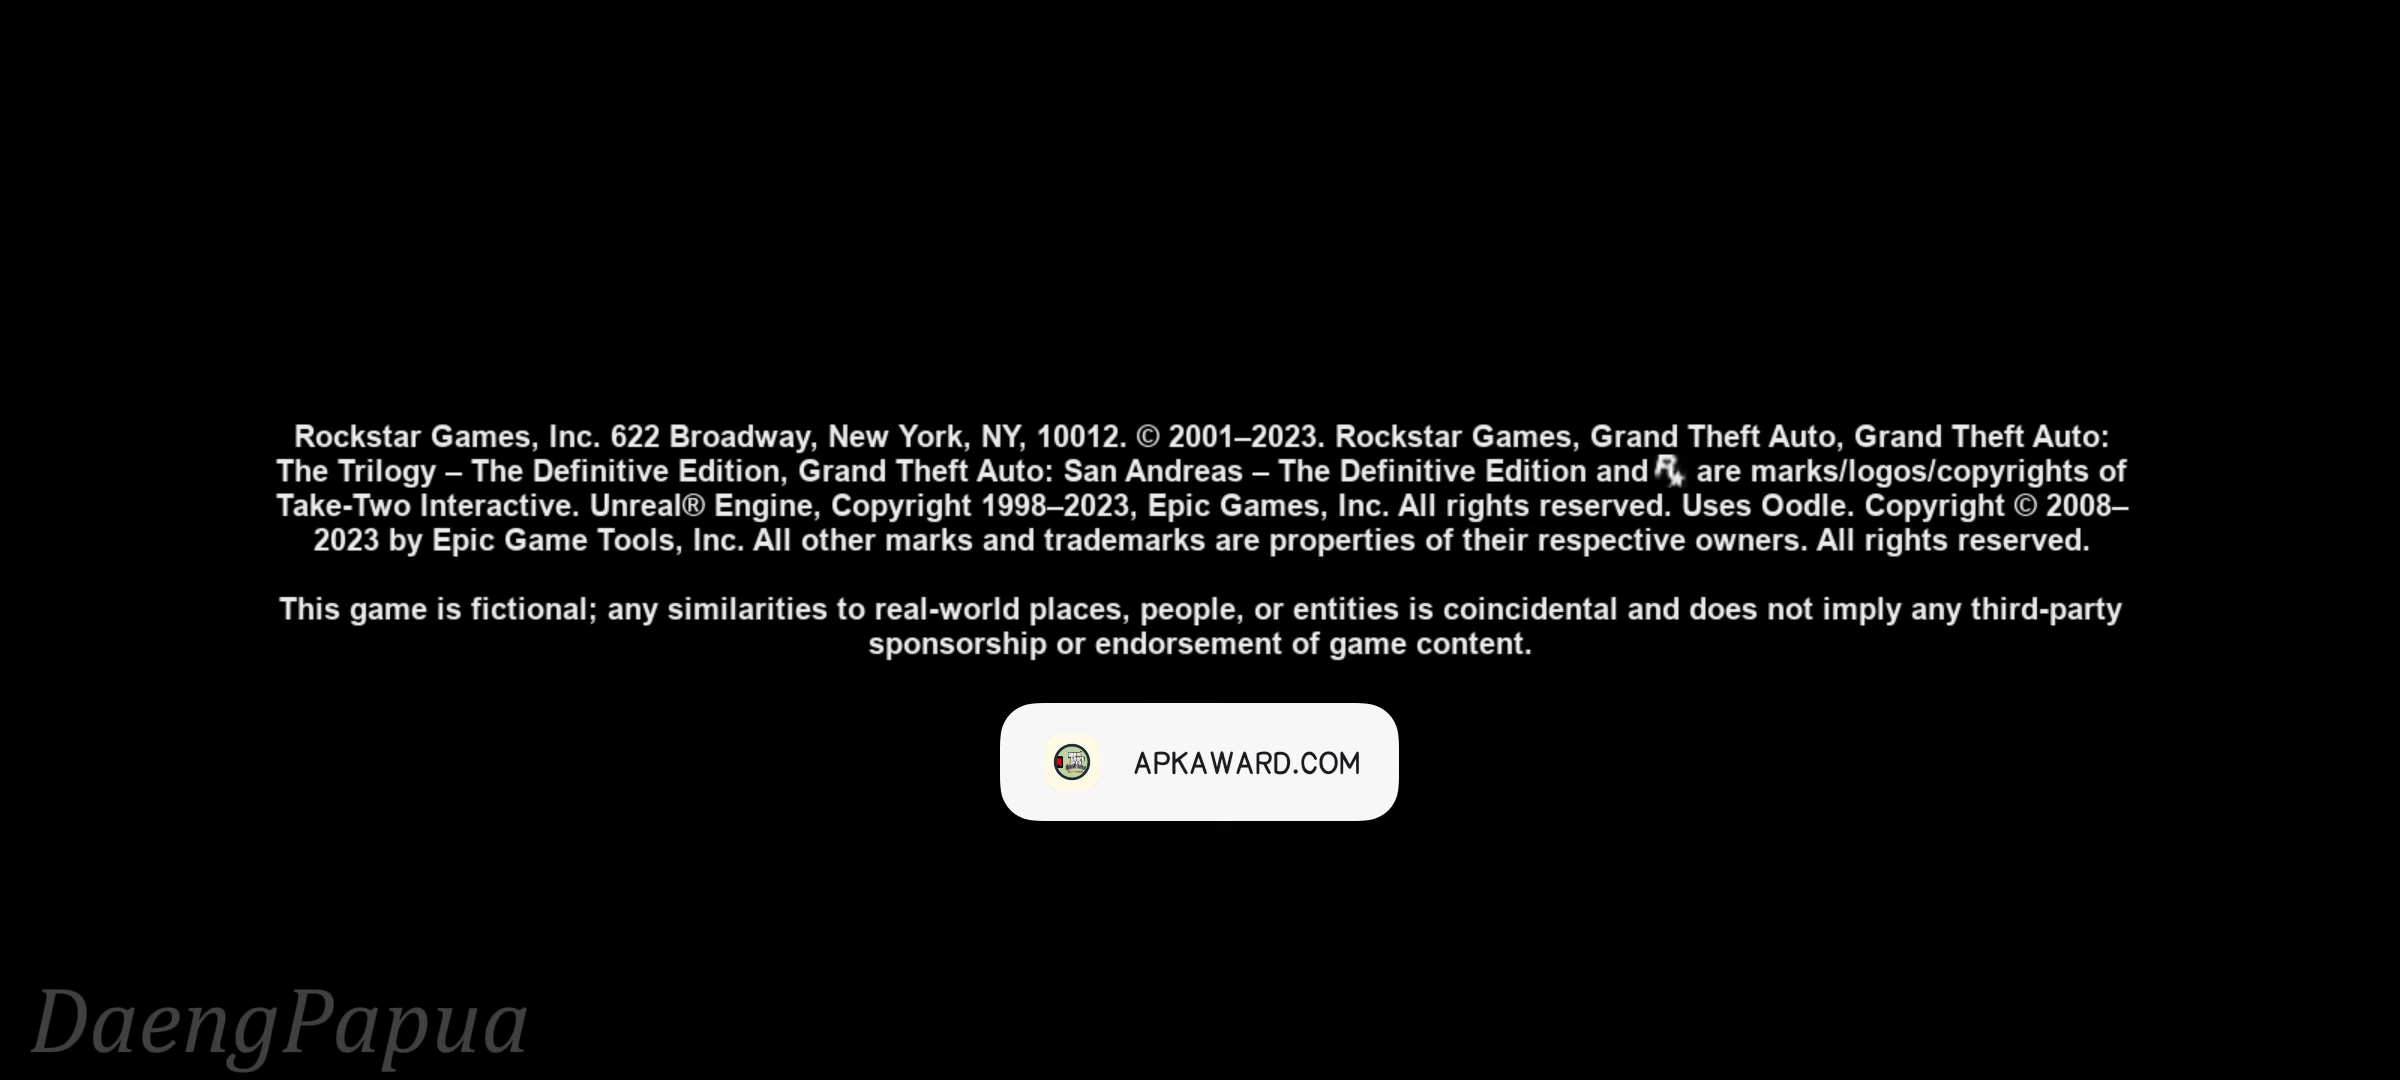 Rockstar Games, Inc. 622 Broadway, New York, NY, 10012. © 2001–2023. Rockstar Games, Grand Theft Auto, Grand Theft Auto:
The Trilogy – The Definitive Edition, Grand Theft Auto: San Andreas – The Definitive Edition and R are marks/logos/copyrights of
Take-Two Interactive. Unreal® Engine, Copyright 1998–2023, Epic Games, Inc. All rights reserved. Uses Oodle. Copyright © 2008–
2023 by Epic Game Tools, Inc. All other marks and trademarks are properties of their respective owners. All rights reserved.
This game is fictional; any similarities to real-world places, people, or entities is coincidental and does not imply any third-party
sponsorship or endorsement of game content.
APKAWARD.COM
DaengPapua